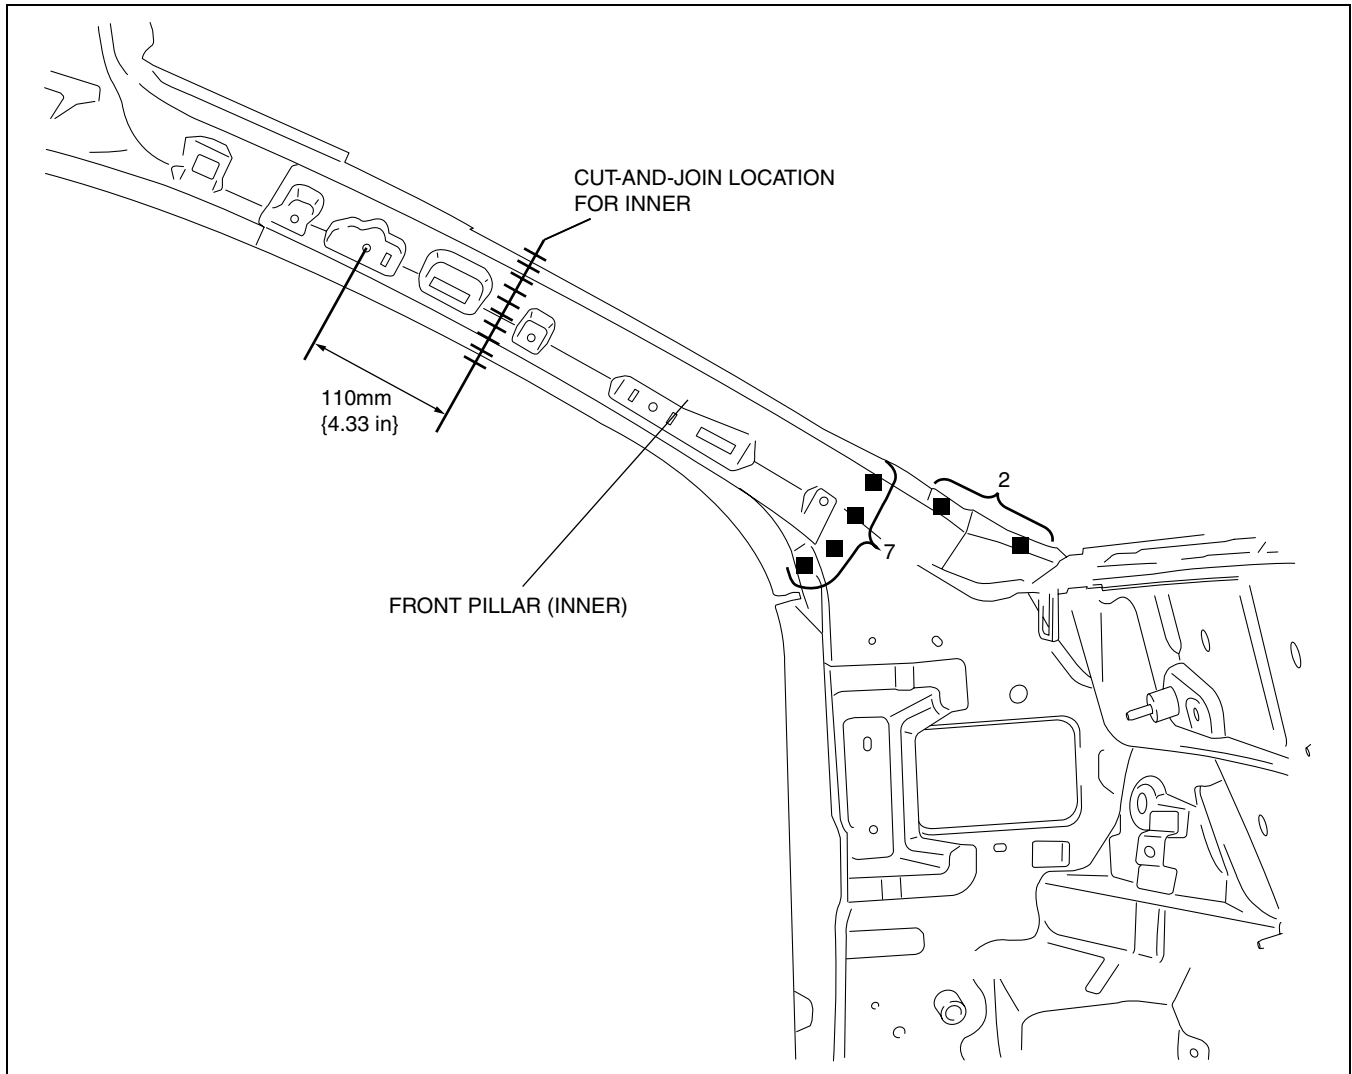 CUT-AND-JOIN LOCATION
FOR INNER
110mm
{4.33 in}
2
7
FRONT PILLAR (INNER)